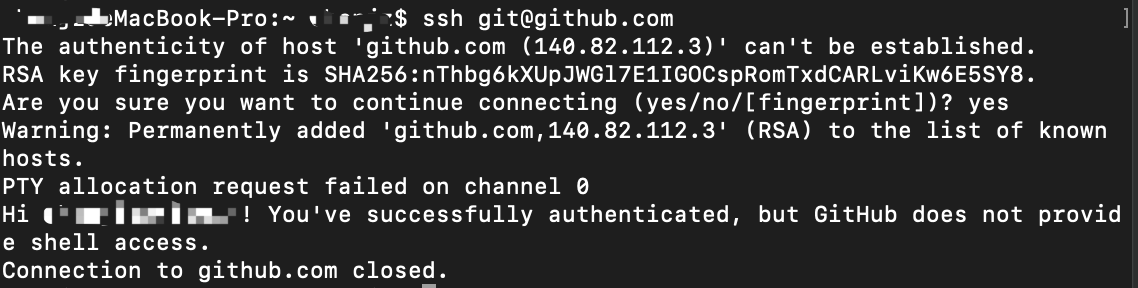 MacBook-Pro:~ $ ssh git@github.com ]
The authenticity of host 'github.com (140.82.112.3)' can't be established.
RSA key fingerprint is SHA256:nThbg6kXUpJWGl7E1IGOCspRomTxdCARLviKw6E5SY8.
Are you sure you want to continue connecting (yes/no/[fingerprint])? yes
Warning: Permanently added 'github.com,140.82.112.3' (RSA) to the list of known
hosts.
PTY allocation request failed on channel 0
Hi ! You've successfully authenticated, but GitHub does not provid
e shell access.
Connection to github.com closed.